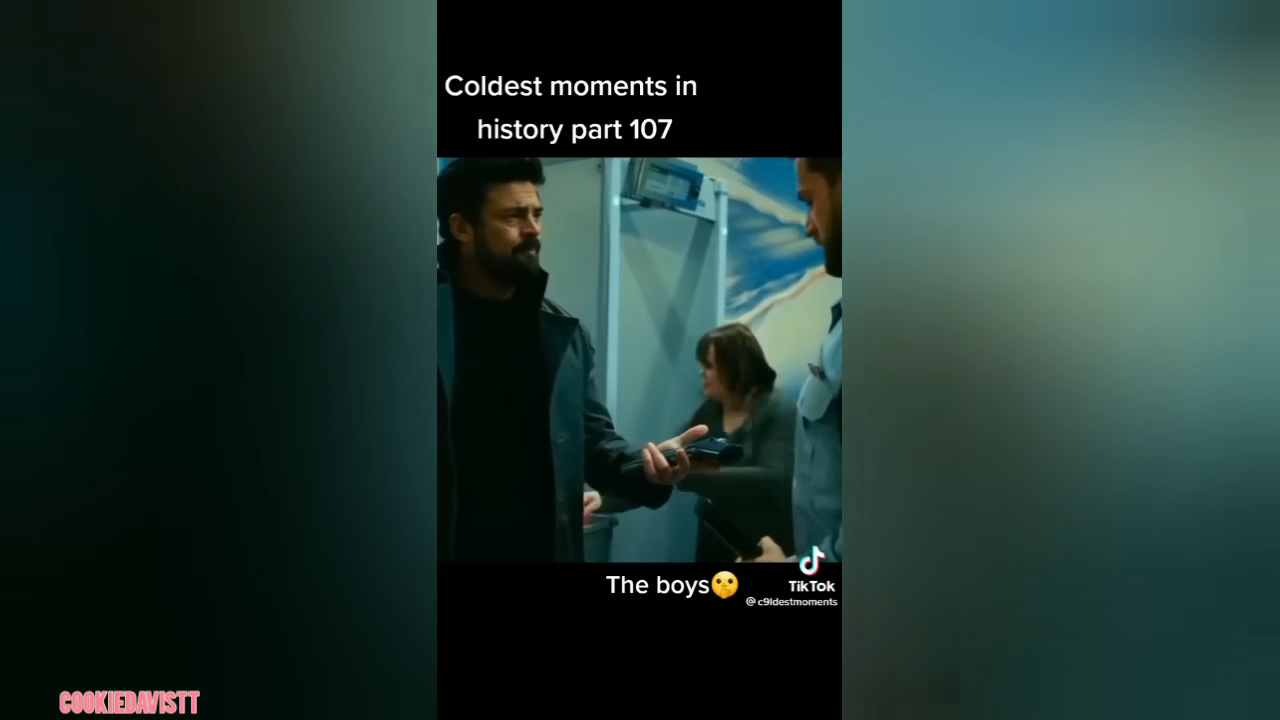 Coldest moments in
history part 107
The boys🤫
TikTok
@c9ldestmoments
COOKIEDAVISTT